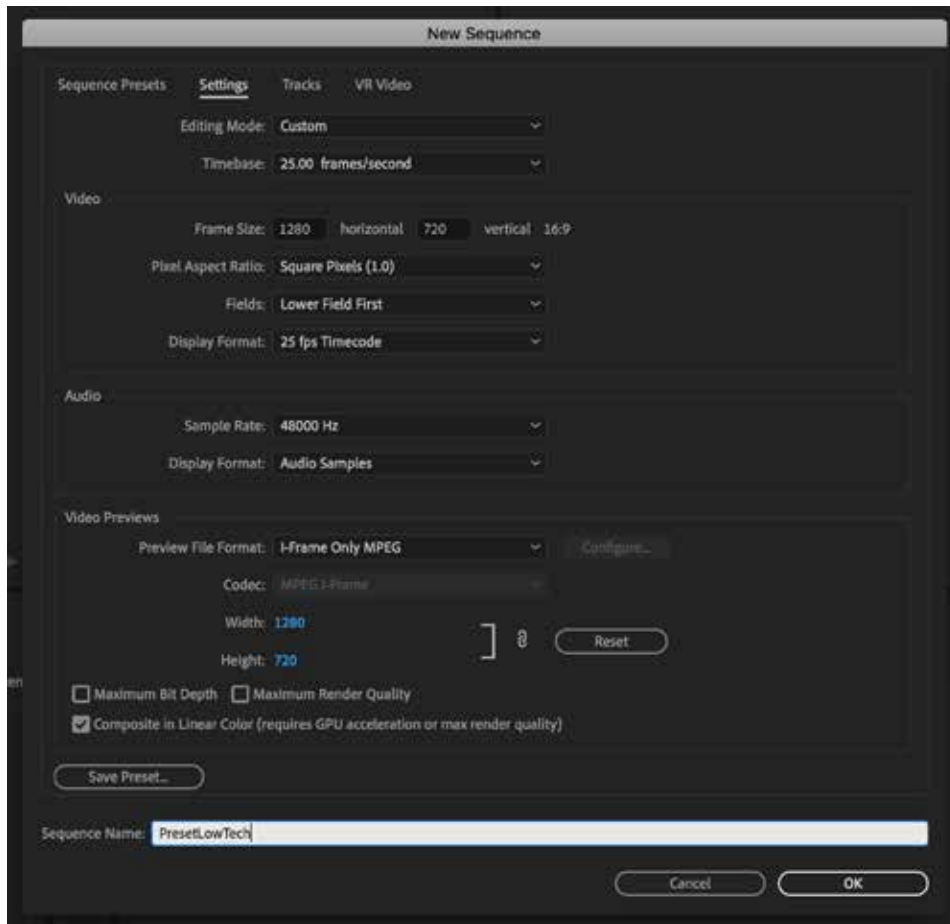 New Sequence
Sequence Presets Settings Tracks VR Video
Editing Mode: Custom
Timebase: 25.00 frames/second
Video
Frame Size: 1280 horizontal 720 vertical 16:9
Pixel Aspect Ratio: Square Pixels (1.0)
Fields: Lower Field First
Display Format: 25 fps Timecode
Audio
Sample Rate: 48000 Hz
Display Format: Audio Samples
Video Previews
Preview File Format: I-Frame Only MPEG Configure...
Codec: MPEG I-Frame
Width: 1280
Reset
Height: 720
en
Maximum Bit Depth Maximum Render Quality
Composite in Linear Color (requires GPU acceleration or max render quality)
Save Preset...
Sequence Name: PresetLowTech
Cancel OK